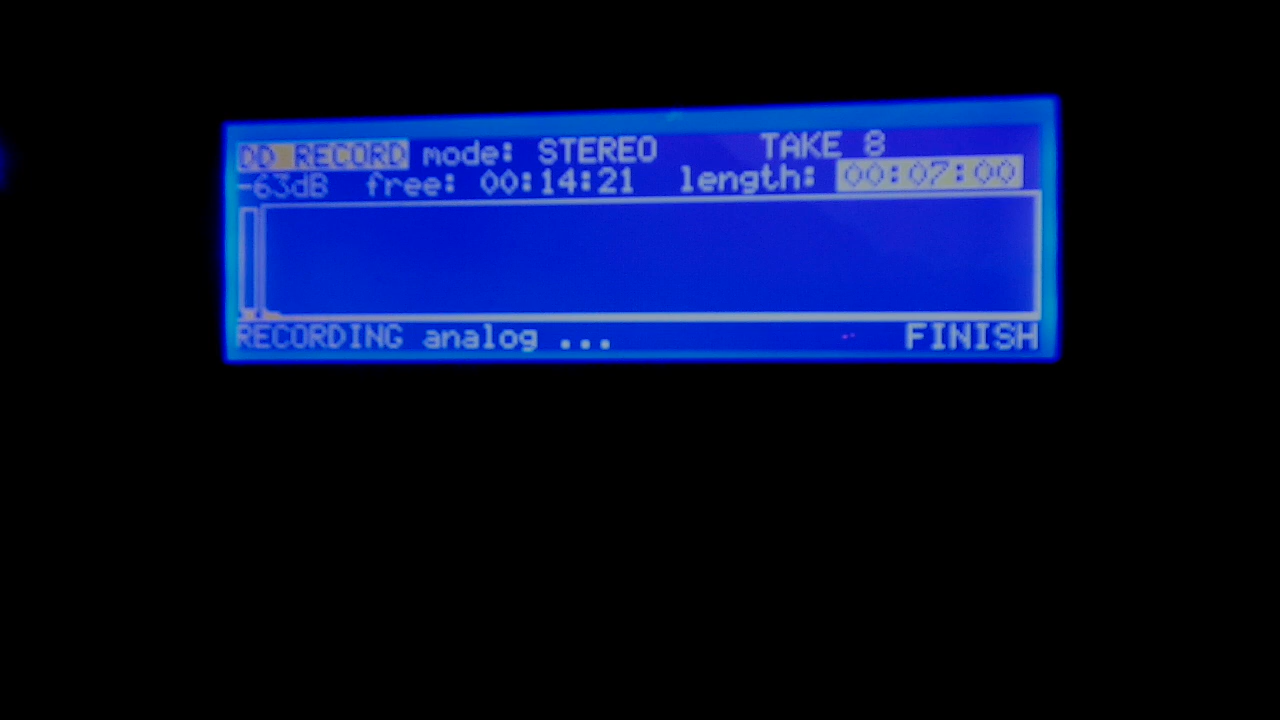 DD RECORD mode: STEREO TAKE 8
-63dB free: 00:14:21 length: 00:07:00
RECORDING analog ... FINISH